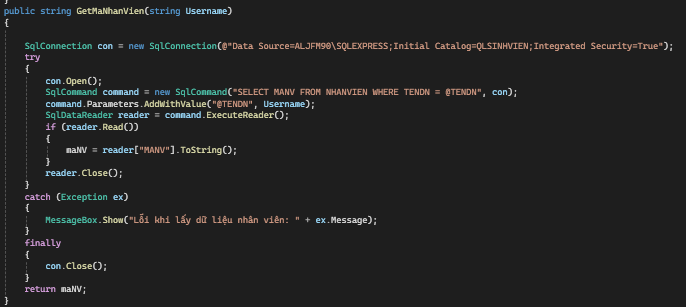 public string GetMaNhanVien(string Username)
{
SqlConnection con = new SqlConnection(@"Data Source=ALJFM90\SQLEXPRESS;Initial Catalog=QLSINHVIEN;Integrated Security=True");
try
{
con.Open();
SqlCommand command = new SqlCommand("SELECT MANV FROM NHANVIEN WHERE TENDN = @TENDN", con);
command.Parameters.AddWithValue("@TENDN", Username);
SqlDataReader reader = command.ExecuteReader();
if (reader.Read())
{
maNV = reader["MANV"].ToString();
}
reader.Close();
}
catch (Exception ex)
{
MessageBox.Show("Lỗi khi lấy dữ liệu nhân viên: " + ex.Message);
}
finally
{
con.Close();
}
return maNV;
}